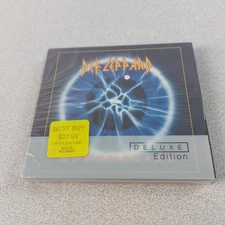 DEF LEPPARD
BEST BUY
$27.99
DELUXE
Edition